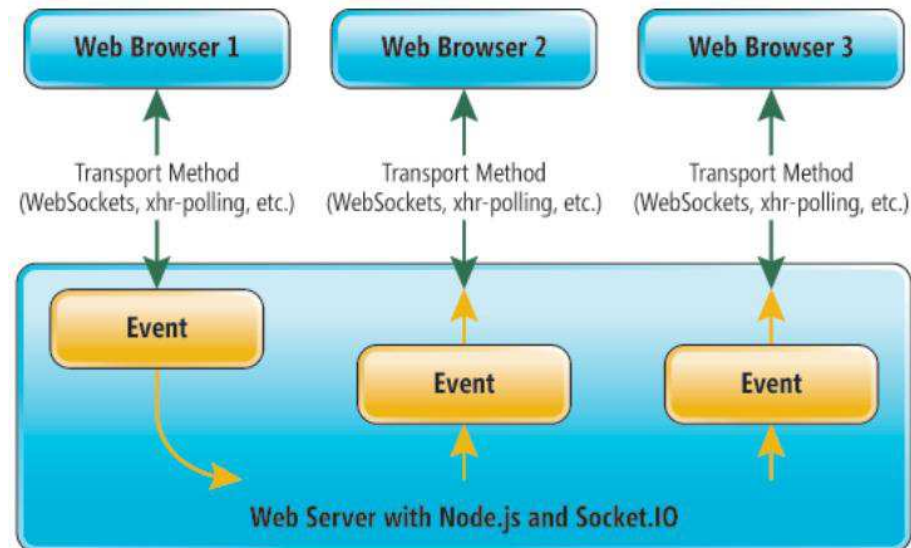 Web Browser 1
Web Browser 2
Web Browser 3
Transport Method
(WebSockets, xhr-polling, etc.)
Transport Method
(WebSockets, xhr-polling, etc.)
Transport Method
(WebSockets, xhr-polling, etc.)
Event
Event
Event
Web Server with Node.js and Socket.IO